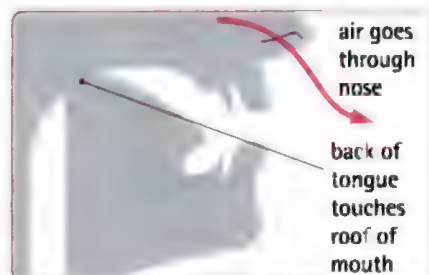 air goes
through
nose
back of
tongue
touches
roof of
mouth